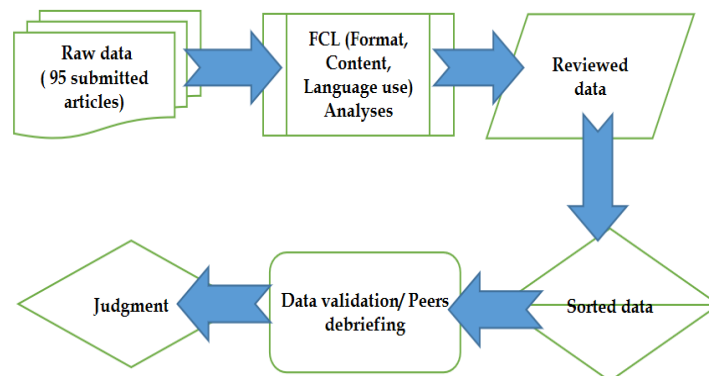 Raw data
( 95 submitted
articles)
FCL (Format,
Content,
Language use)
Analyses
Reviewed
data
Sorted data
Data validation/ Peers
debriefing
Judgment